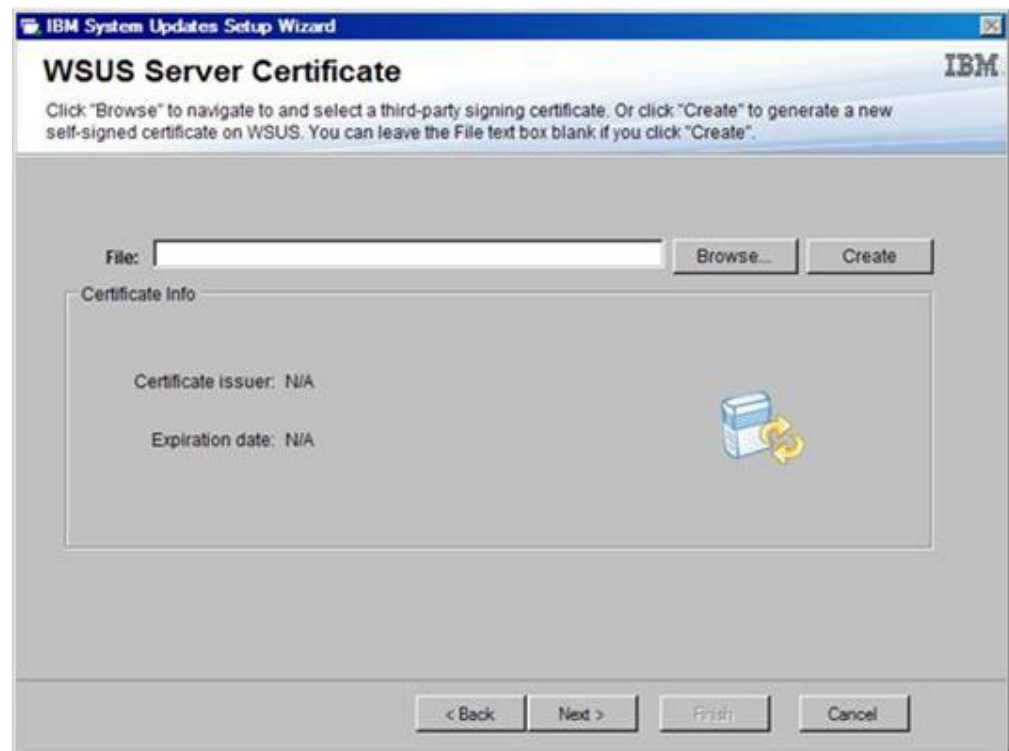 IBM System Updates Setup Wizard
WSUS Server Certificate
IBM
Click "Browse" to navigate to and select a third-party signing certificate. Or click "Create" to generate a new
self-signed certificate on WSUS. You can leave the File text box blank if you click "Create".
File:
Browse...
Create
Certificate Info
Certificate issuer: N/A
Expiration date: N/A
< Back
Next >
Finish
Cancel